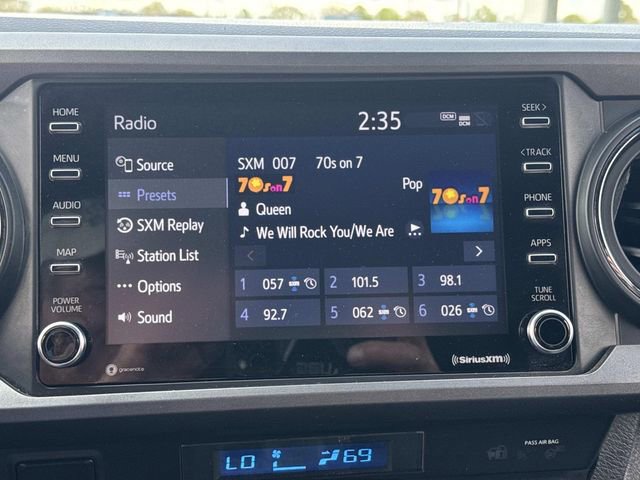 HOME
MENU
AUDIO
MAP
POWER
VOLUME
SEEK>
<TRACK
PHONE
APPS
TUNE
SCROLL
Radio
2:35
DCM
DCM
Source
Presets
SXM Replay
Station List
Options
Sound
SXM 007 70s on 7
70s on 7
Pop
70s on 7
Queen
We Will Rock You/We Are
1 057
2 101.5
3 98.1
4 92.7
5 062
6 026
gracenote
SiriusXM
LO
69
PASS AIR BAG